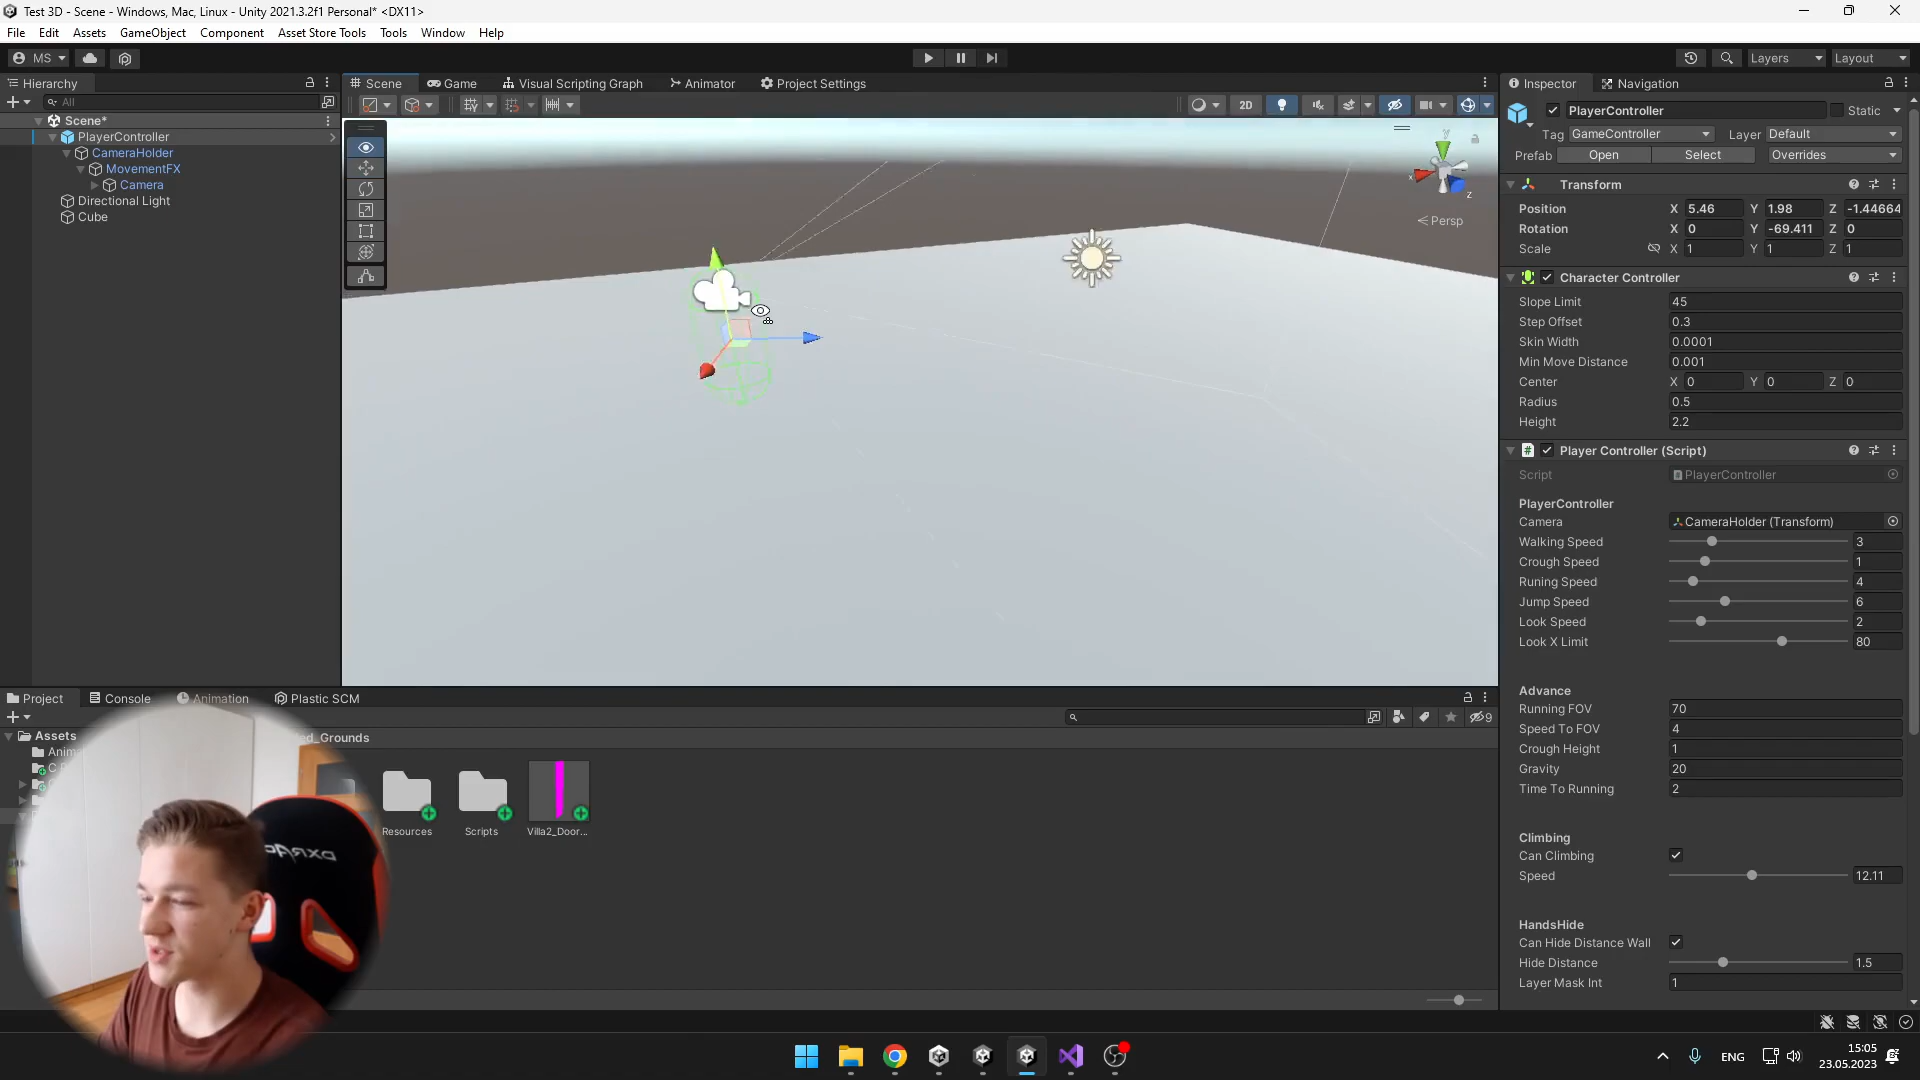 Test 3D - Scene - Windows, Mac, Linux - Unity 2021.3.2f1 Personal* <DX11>
File Edit Assets GameObject Component Asset Store Tools Tools Window Help
MS
Layers Layout
Hierarchy
All
Scene*
PlayerController
CameraHolder
MovementFX
Camera
Directional Light
Cube
Scene Game Visual Scripting Graph Animator Project Settings
2D
y
x
z
Persp
Inspector Navigation
PlayerController Static
Tag GameController Layer Default
Prefab Open Select Overrides
Transform
Position X 5.46 Y 1.98 Z -1.44664
Rotation X 0 Y -69.411 Z 0
Scale X 1 Y 1 Z 1
Character Controller
Slope Limit 45
Step Offset 0.3
Skin Width 0.0001
Min Move Distance 0.001
Center X 0 Y 0 Z 0
Radius 0.5
Height 2.2
Player Controller (Script)
Script PlayerController
PlayerController
Camera CameraHolder (Transform)
Walking Speed 3
Crough Speed 1
Runing Speed 4
Jump Speed 6
Look Speed 2
Look X Limit 80
Advance
Running FOV 70
Speed To FOV 4
Crough Height 1
Gravity 20
Time To Running 2
Climbing
Can Climbing
Speed 12.11
HandsHide
Can Hide Distance Wall
Hide Distance 1.5
Layer Mask Int 1
Project Console Animation Plastic SCM
9
Assets
Anima
C
ed_Grounds
Resources Scripts Villa2_Door...
DXRACER
ENG
15:05
23.05.2023